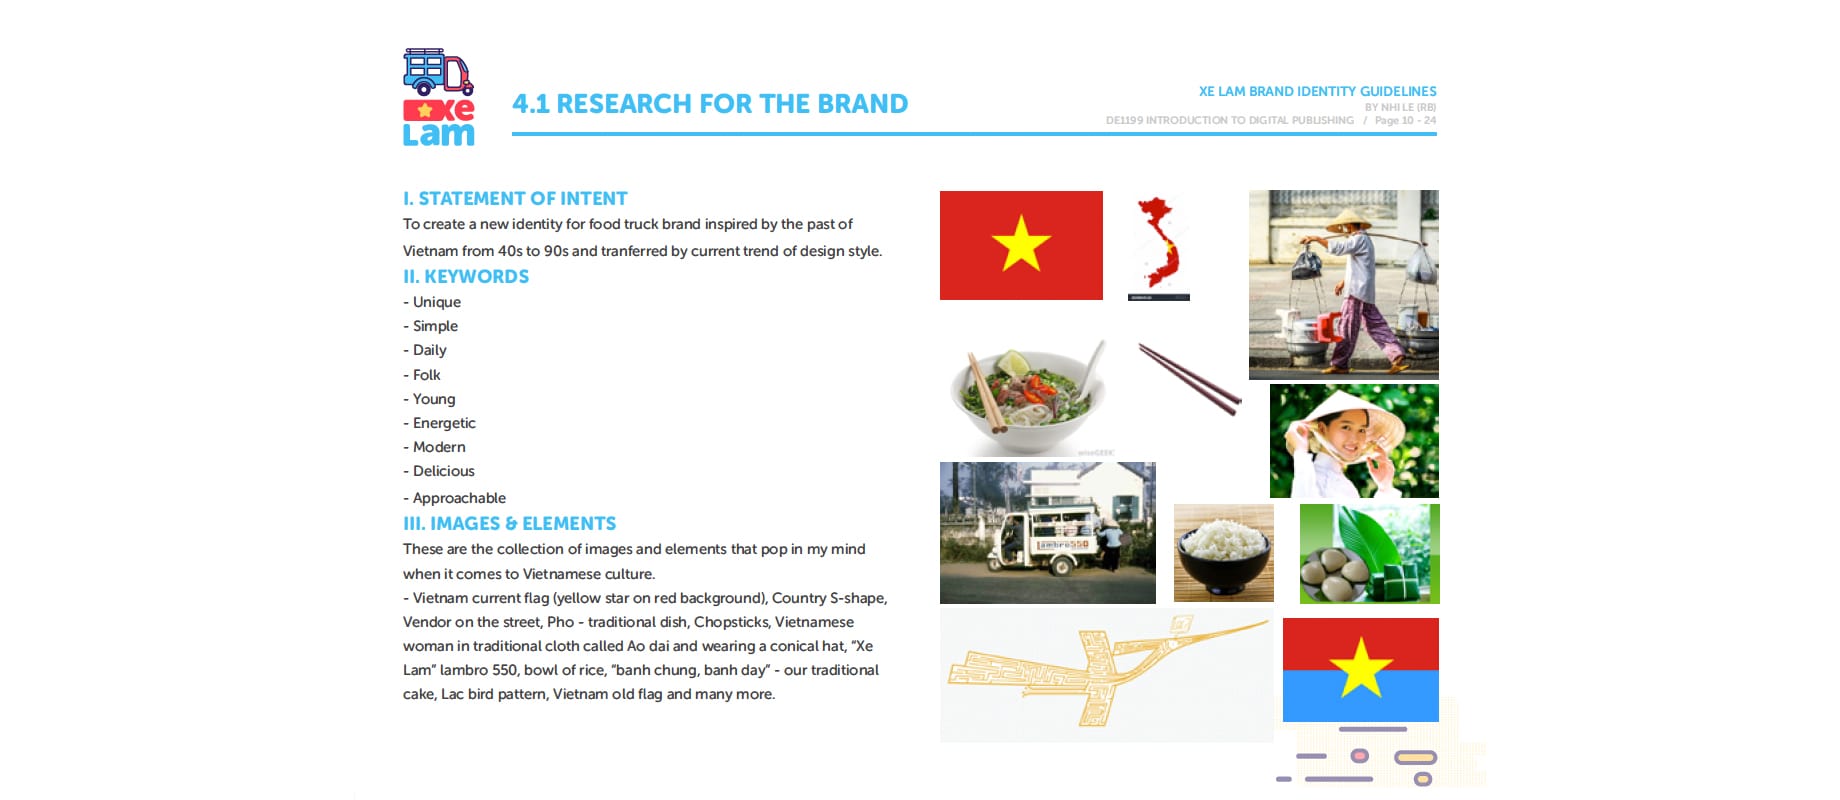 xe
Lam
4.1 RESEARCH FOR THE BRAND
XE LAM BRAND IDENTITY GUIDELINES
BY NHI LE (RB)
DE1199 INTRODUCTION TO DIGITAL PUBLISHING / Page 10 - 24
I. STATEMENT OF INTENT
To create a new identity for food truck brand inspired by the past of
Vietnam from 40s to 90s and tranferred by current trend of design style.
II. KEYWORDS
- Unique
- Simple
- Daily
- Folk
- Young
- Energetic
- Modern
- Delicious
- Approachable
III. IMAGES & ELEMENTS
These are the collection of images and elements that pop in my mind
when it comes to Vietnamese culture.
- Vietnam current flag (yellow star on red background), Country S-shape,
Vendor on the street, Pho - traditional dish, Chopsticks, Vietnamese
woman in traditional cloth called Ao dai and wearing a conical hat, “Xe
Lam” lambro 550, bowl of rice, “banh chung, banh day” - our traditional
cake, Lac bird pattern, Vietnam old flag and many more.
wiseGEEK
lambro 550